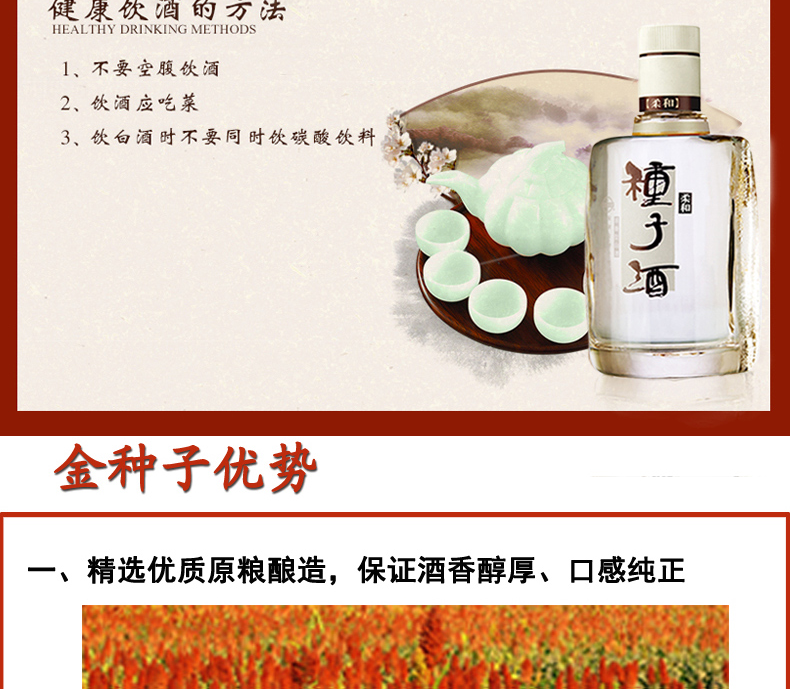 健康饮酒的方法
HEALTHY DRINKING METHODS
1、不要空腹饮酒
2、饮酒应吃菜
3、饮白酒时不要同时饮碳酸饮料
【柔和】
種子酒
柔和
金种子优势
一、精选优质原粮酿造，保证酒香醇厚、口感纯正